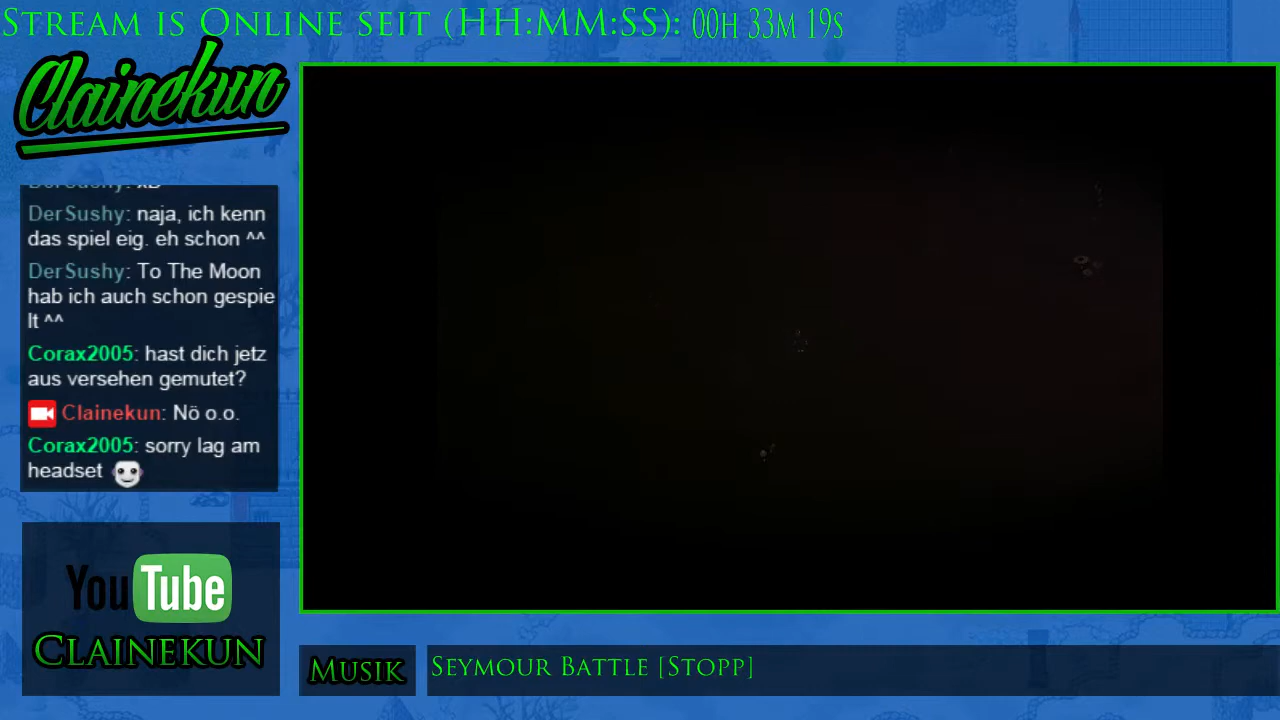 Stream is Online seit (HH:MM:SS): 00h 33m 19s
Clainekun
DerSushy: xD
DerSushy: naja, ich kenn
das spiel eig. eh schon ^^
DerSushy: To The Moon
hab ich auch schon gespie
lt ^^
Corax2005: hast dich jetz
aus versehen gemutet?
Clainekun: Nö o.o.
Corax2005: sorry lag am
headset
YouTube
Clainekun
Musik
Seymour Battle [Stopp]